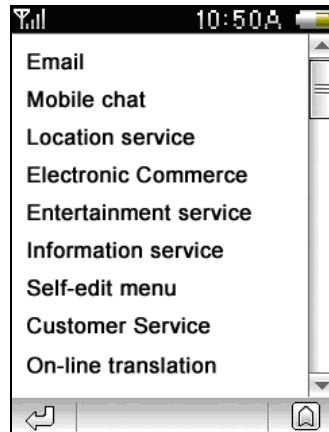 10:50A
Email
Mobile chat
Location service
Electronic Commerce
Entertainment service
Information service
Self-edit menu
Customer Service
On-line translation